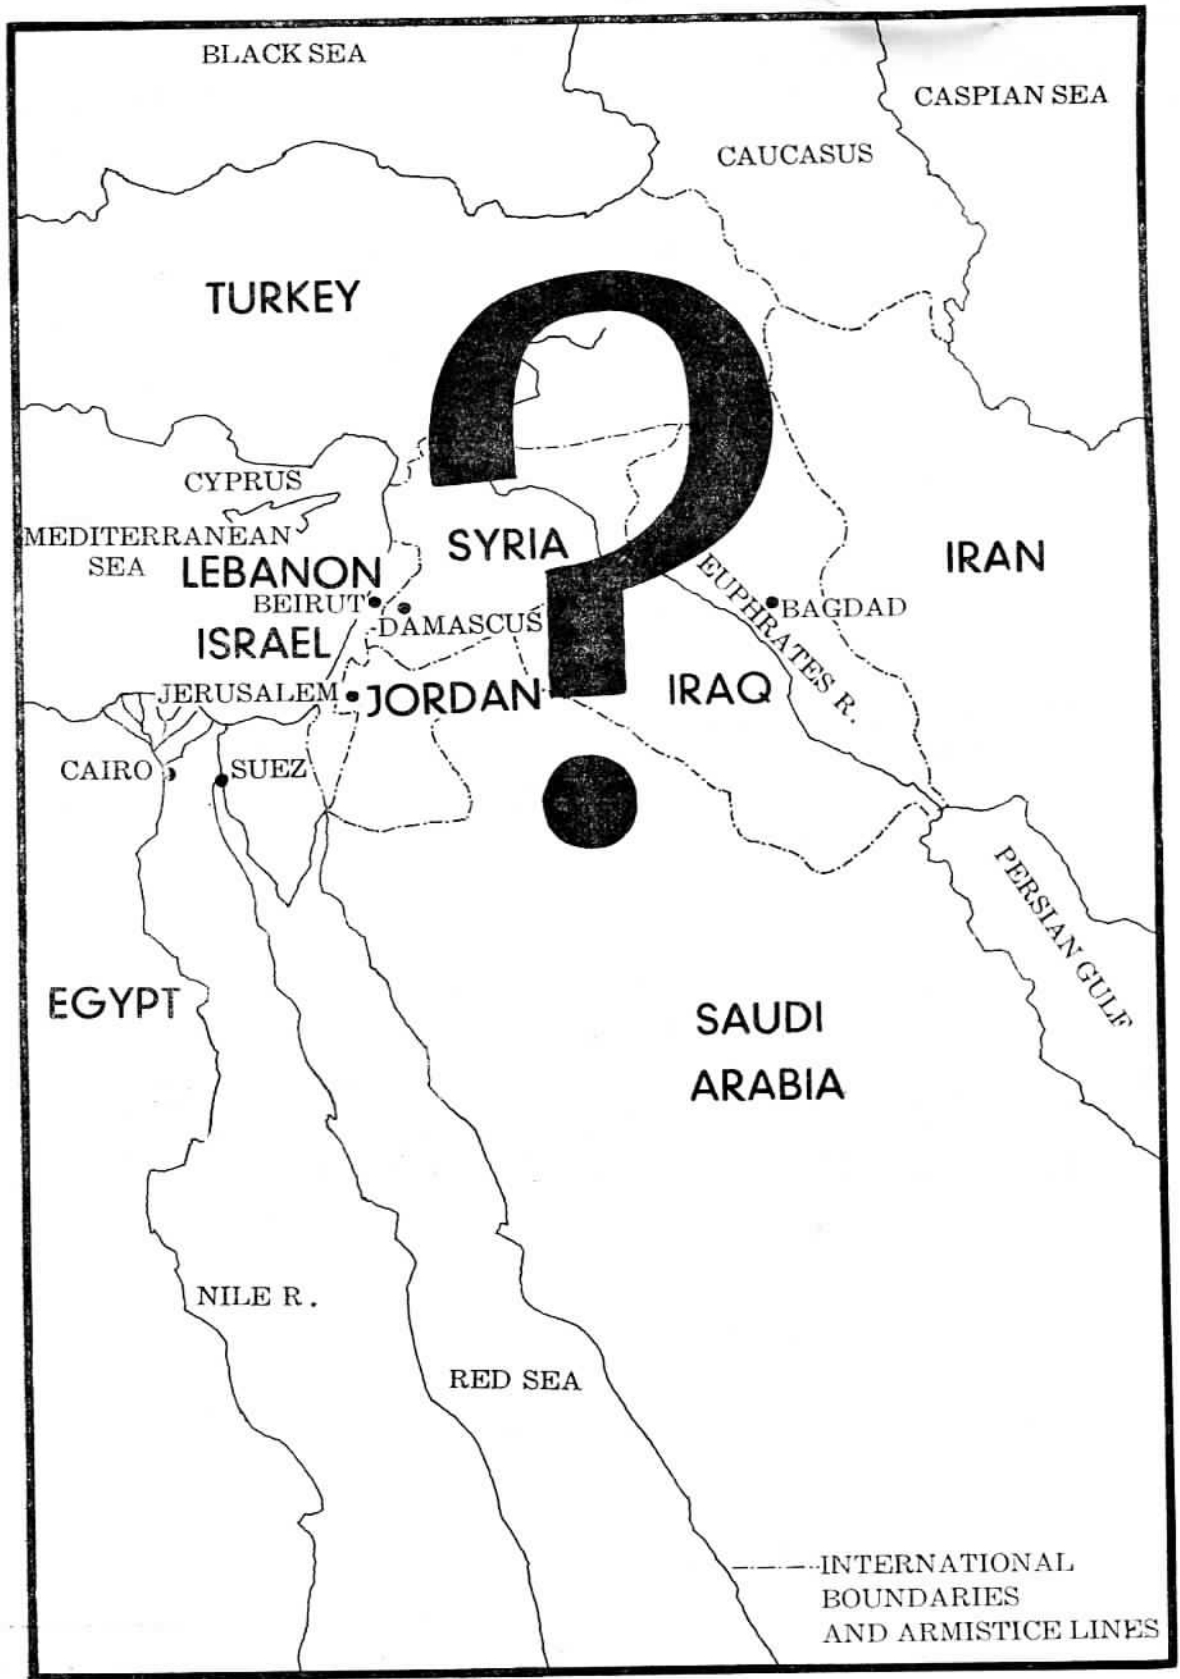 BLACK SEA
CASPIAN SEA
CAUCASUS
TURKEY
?
CYPRUS
MEDITERRANEAN
SEA
LEBANON
SYRIA
IRAN
BEIRUT
DAMASCUS
EUPHRATES R.
BAGDAD
ISRAEL
JERUSALEM
JORDAN
IRAQ
CAIRO
SUEZ
PERSIAN GULF
EGYPT
SAUDI
ARABIA
NILE R.
RED SEA
INTERNATIONAL
BOUNDARIES
AND ARMISTICE LINES